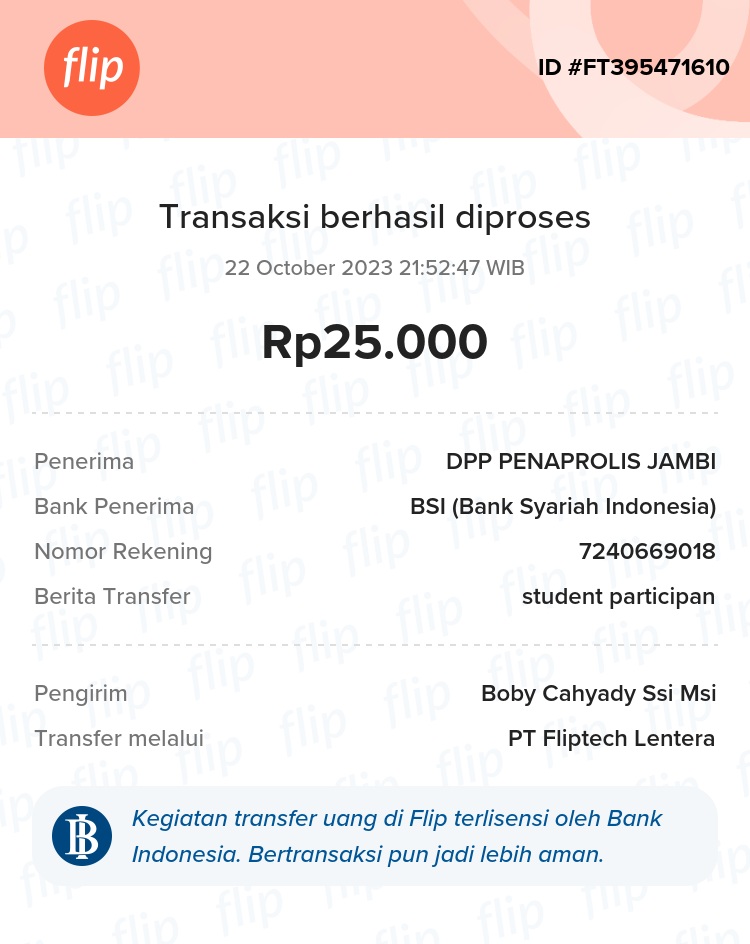 flip
ID #FT395471610
Transaksi berhasil diproses
22 October 2023 21:52:47 WIB
Rp25.000
Penerima DPP PENAPROLIS JAMBI
Bank Penerima BSI (Bank Syariah Indonesia)
Nomor Rekening 7240669018
Berita Transfer student participan
Pengirim Boby Cahyady Ssi Msi
Transfer melalui PT Fliptech Lentera
Kegiatan transfer uang di Flip terlisensi oleh Bank
Indonesia. Bertransaksi pun jadi lebih aman.